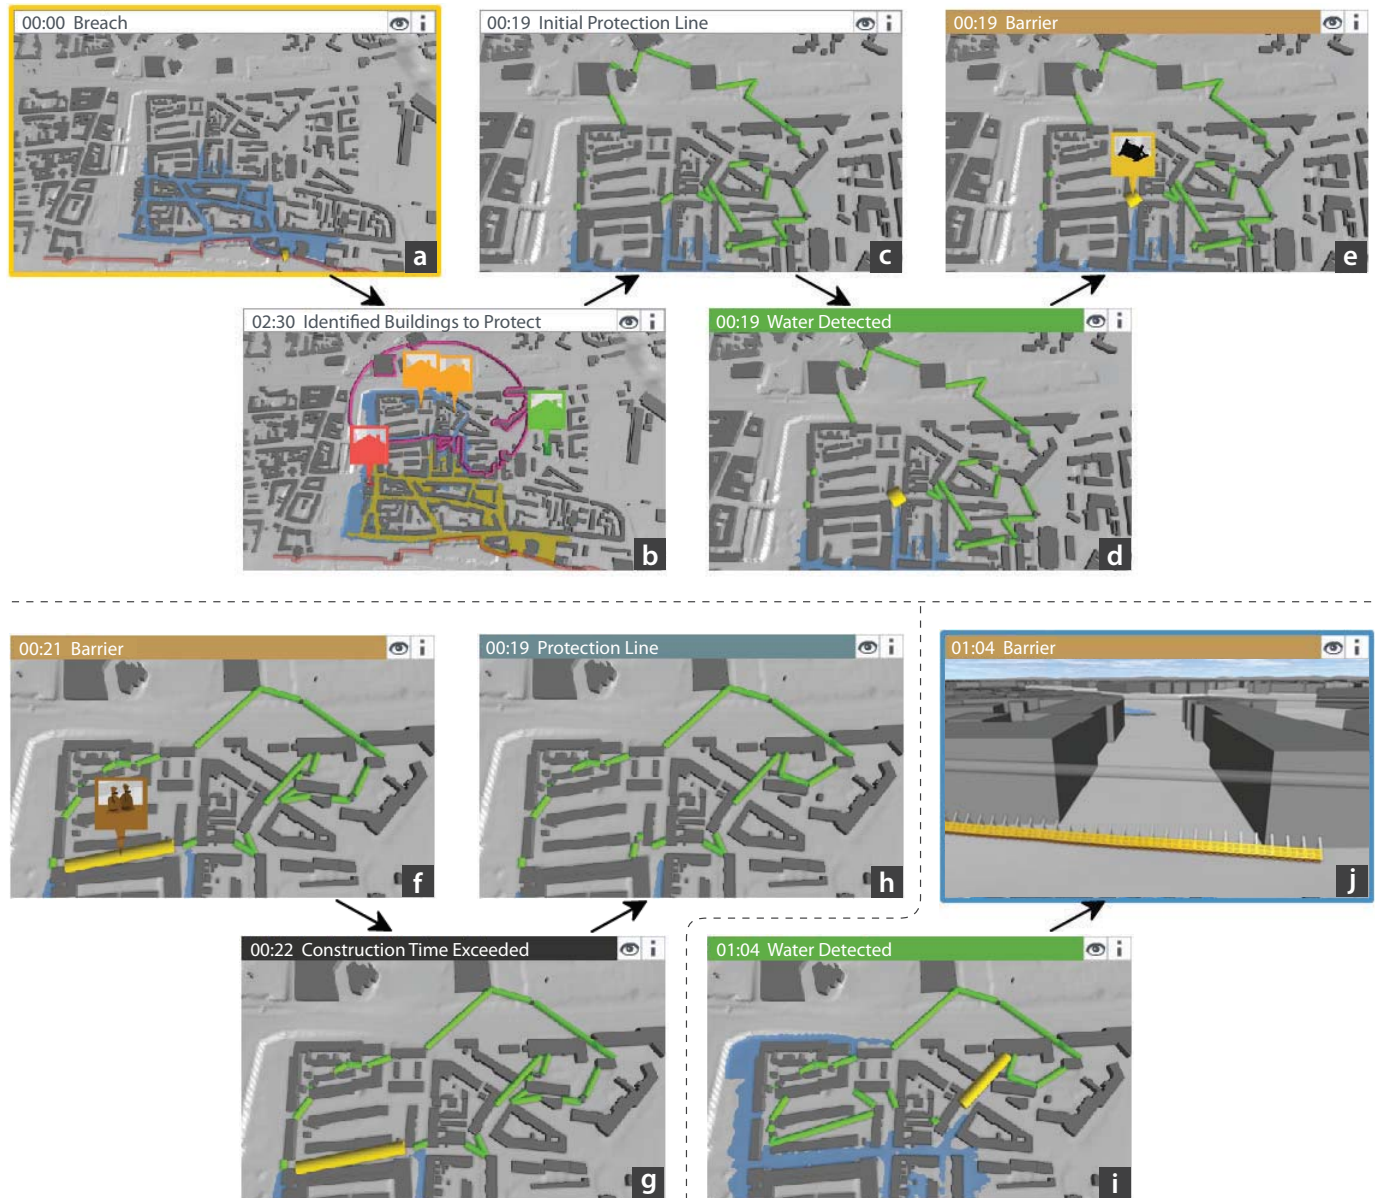 00:00 Breach
a
00:19 Initial Protection Line
c
00:19 Barrier
e
02:30 Identified Buildings to Protect
b
00:19 Water Detected
d
00:21 Barrier
f
00:19 Protection Line
h
01:04 Barrier
j
00:22 Construction Time Exceeded
g
01:04 Water Detected
i